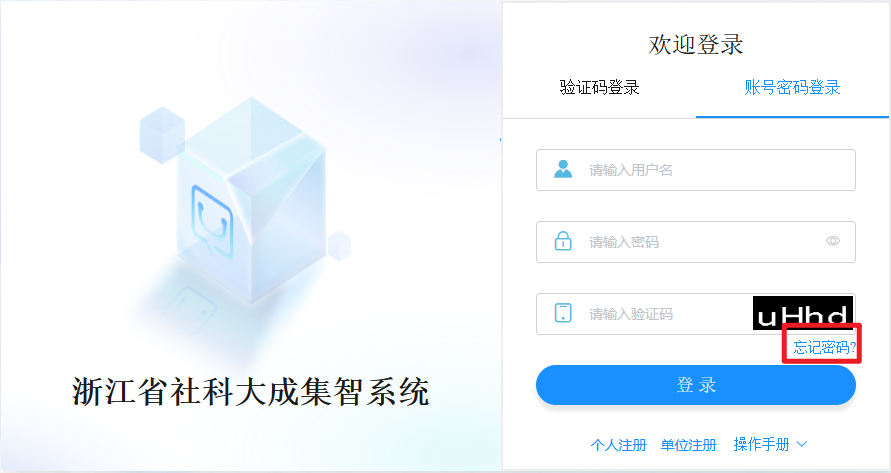 浙江省社科大成集智系统
欢迎登录
验证码登录 账号密码登录
请输入用户名
请输入密码
请输入验证码 uHhd
忘记密码?
登 录
个人注册 单位注册 操作手册